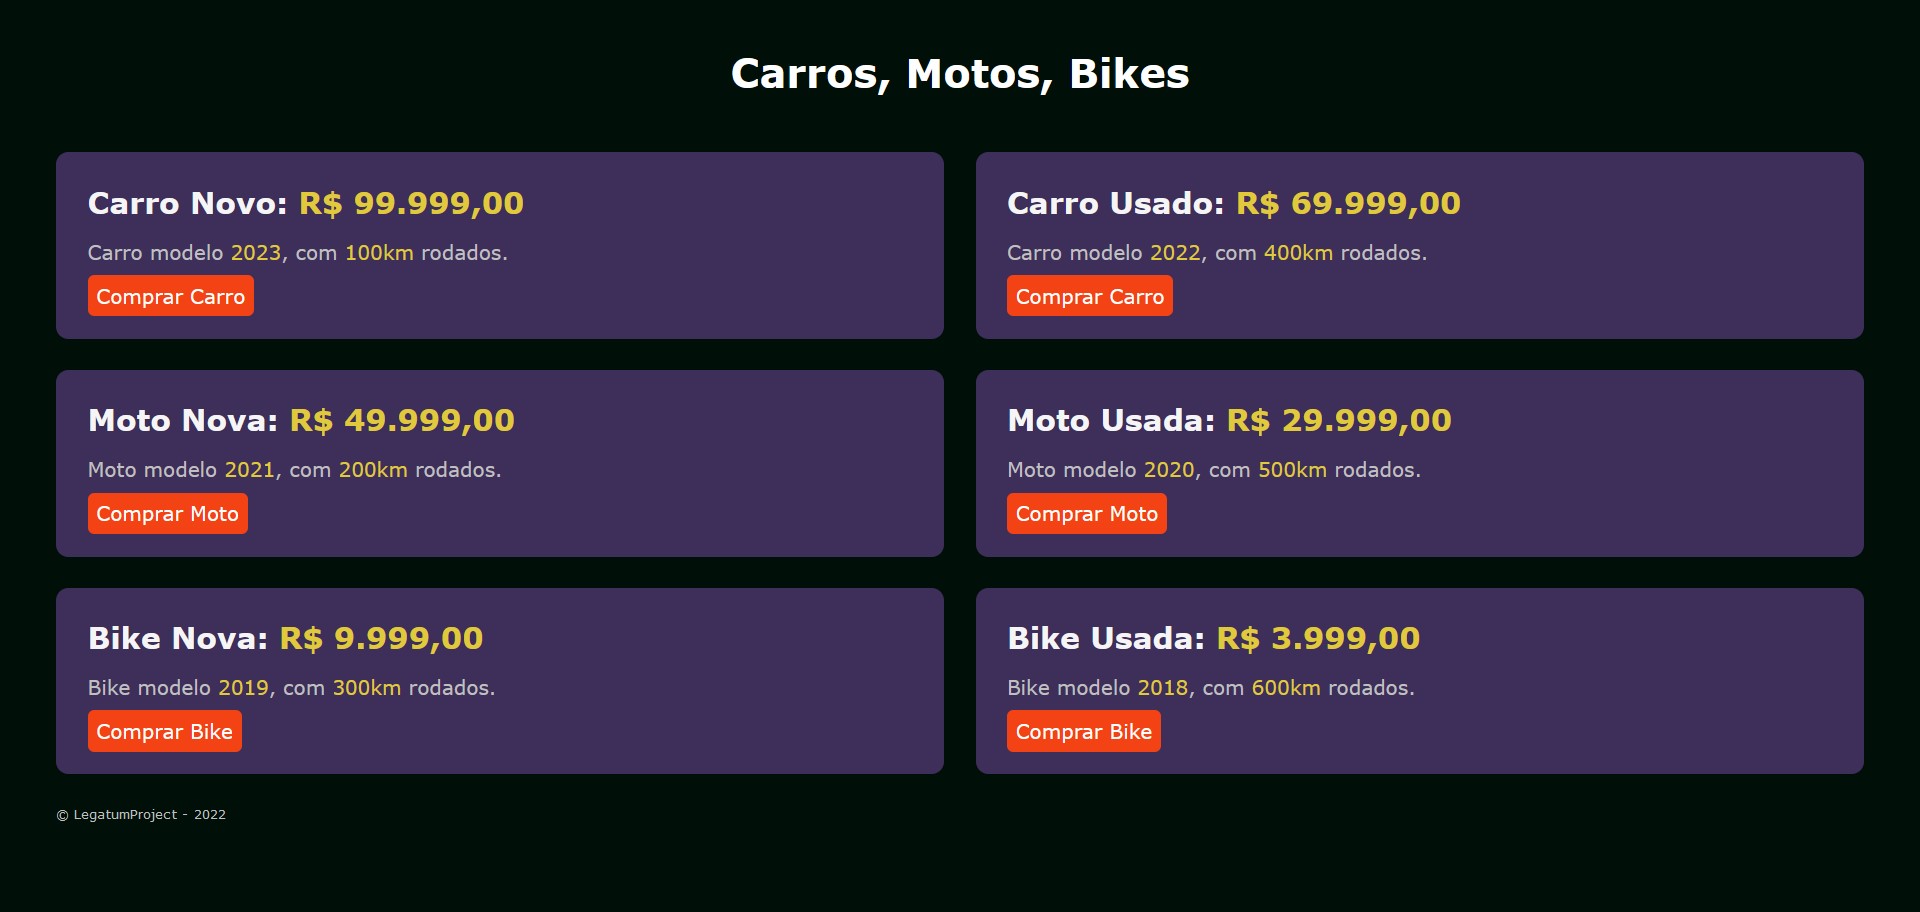 Carros, Motos, Bikes
Carro Novo: R$ 99.999,00
Carro modelo 2023, com 100km rodados.
Comprar Carro
Carro Usado: R$ 69.999,00
Carro modelo 2022, com 400km rodados.
Comprar Carro
Moto Nova: R$ 49.999,00
Moto modelo 2021, com 200km rodados.
Comprar Moto
Moto Usada: R$ 29.999,00
Moto modelo 2020, com 500km rodados.
Comprar Moto
Bike Nova: R$ 9.999,00
Bike modelo 2019, com 300km rodados.
Comprar Bike
Bike Usada: R$ 3.999,00
Bike modelo 2018, com 600km rodados.
Comprar Bike
© LegatumProject - 2022